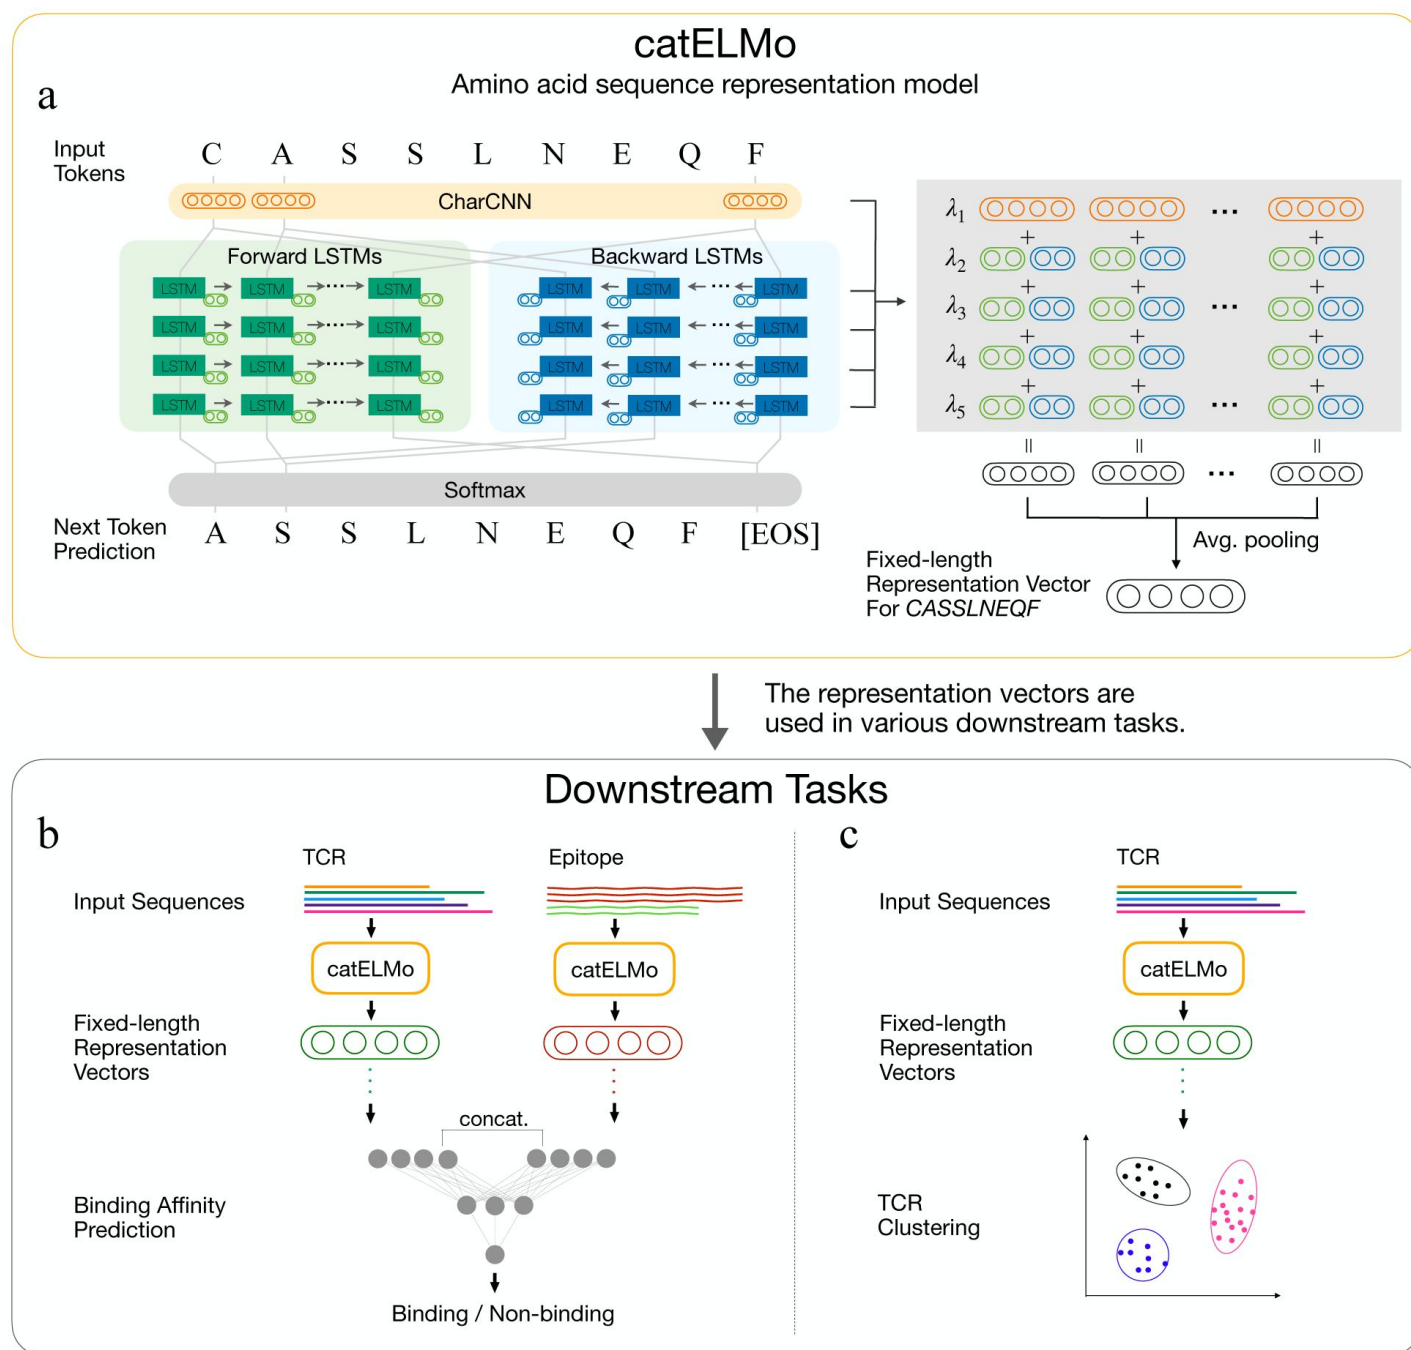 catELMo
Amino acid sequence representation model
a
Input
Tokens
C A S S L N E Q F
CharCNN
Forward LSTMs
Backward LSTMs
LSTM LSTM LSTM LSTM LSTM LSTM
LSTM LSTM LSTM LSTM LSTM LSTM
LSTM LSTM LSTM LSTM LSTM LSTM
LSTM LSTM LSTM LSTM LSTM LSTM
Softmax
Next Token
Prediction
A S S L N E Q F [EOS]
λ1 ...
+ + +
λ2
+ + +
λ3 ...
+ + +
λ4
+ + +
λ5 ...
= = ... =
Avg. pooling
Fixed-length
Representation Vector
For CASSLNEQF
The representation vectors are
used in various downstream tasks.
Downstream Tasks
b
TCR
Epitope
Input Sequences
catELMo
catELMo
Fixed-length
Representation
Vectors
concat.
Binding Affinity
Prediction
Binding / Non-binding
c
TCR
Input Sequences
catELMo
Fixed-length
Representation
Vectors
TCR
Clustering